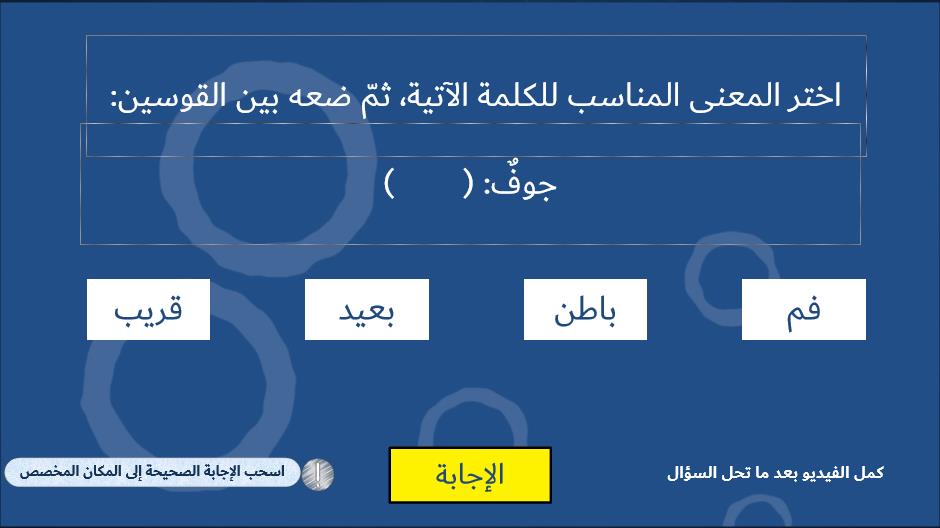 اختر المعنى المناسب للكلمة الآتية، ثمّ ضعه بين القوسين:
جوفٌ: (      )
فم
باطن
بعيد
قريب
كمل الفيديو بعد ما تحل السؤال
الإجابة
اسحب الإجابة الصحيحة إلى المكان المخصص